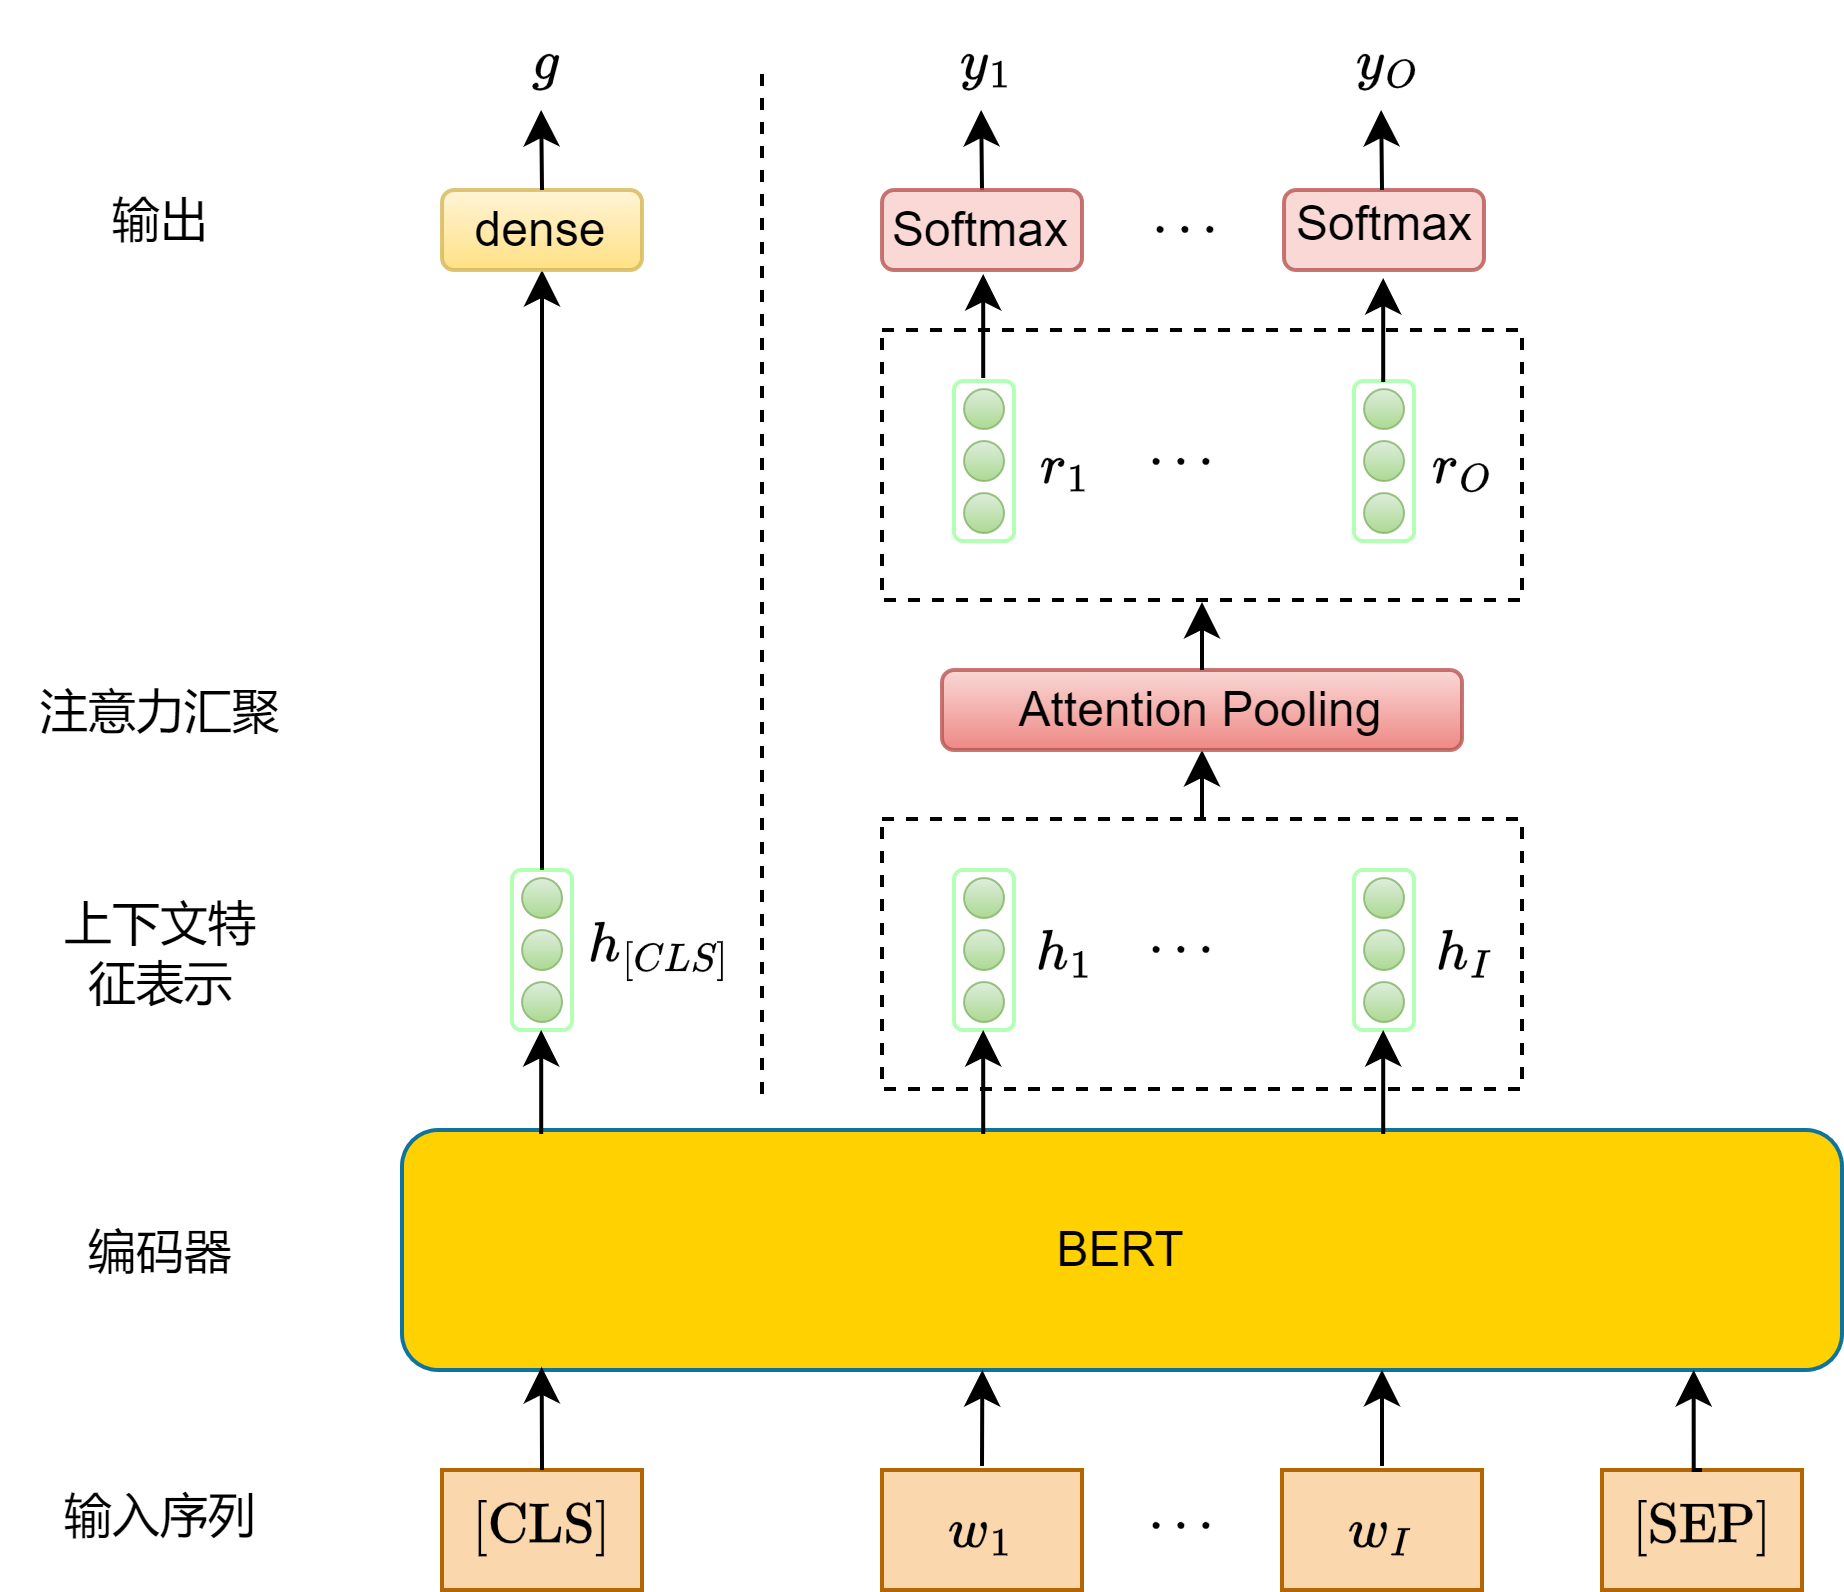 g y₁ y_O
输出 dense Softmax ··· Softmax
r₁ ··· r_O
注意力汇聚 Attention Pooling
上下文特
征表示
h_[CLS] h₁ ··· h_I
编码器 BERT
输入序列 [CLS] w₁ ··· w_I [SEP]